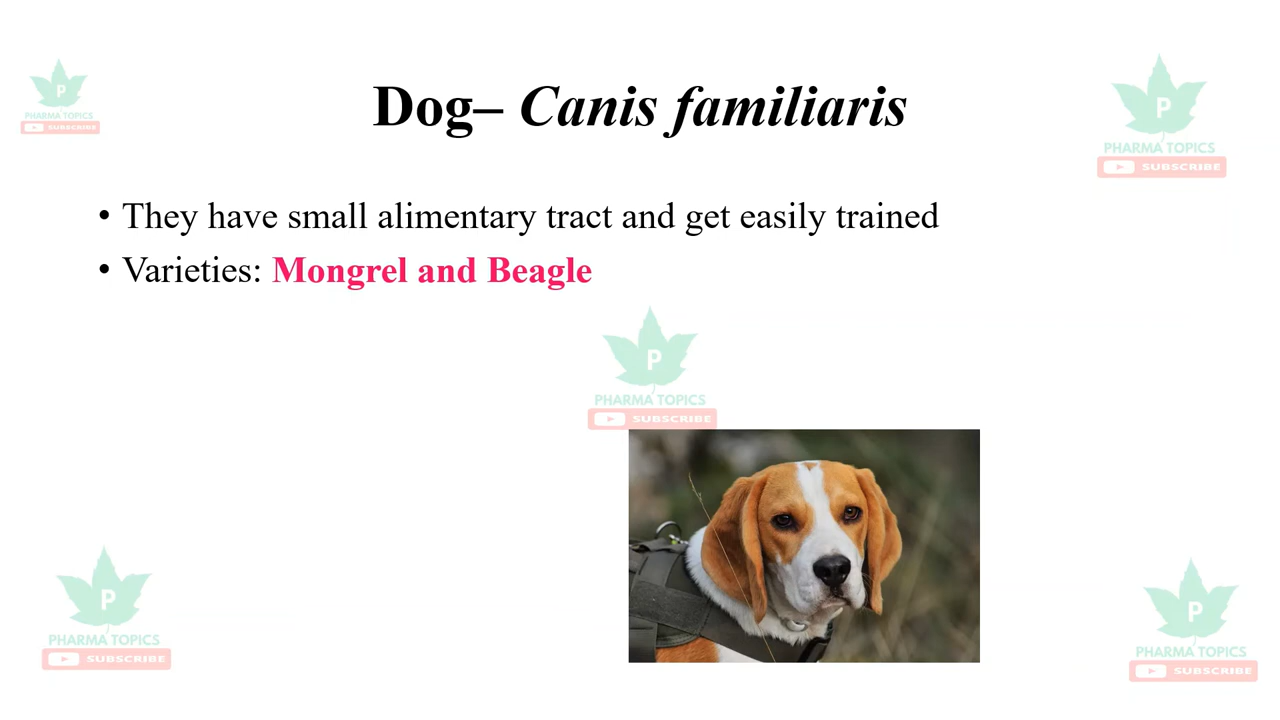 P
PHARMA TOPICS
SUBSCRIBE
P
PHARMA TOPICS
SUBSCRIBE
Dog– Canis familiaris
• They have small alimentary tract and get easily trained
• Varieties: Mongrel and Beagle
P
PHARMA TOPICS
SUBSCRIBE
P
PHARMA TOPICS
SUBSCRIBE
P
PHARMA TOPICS
SUBSCRIBE